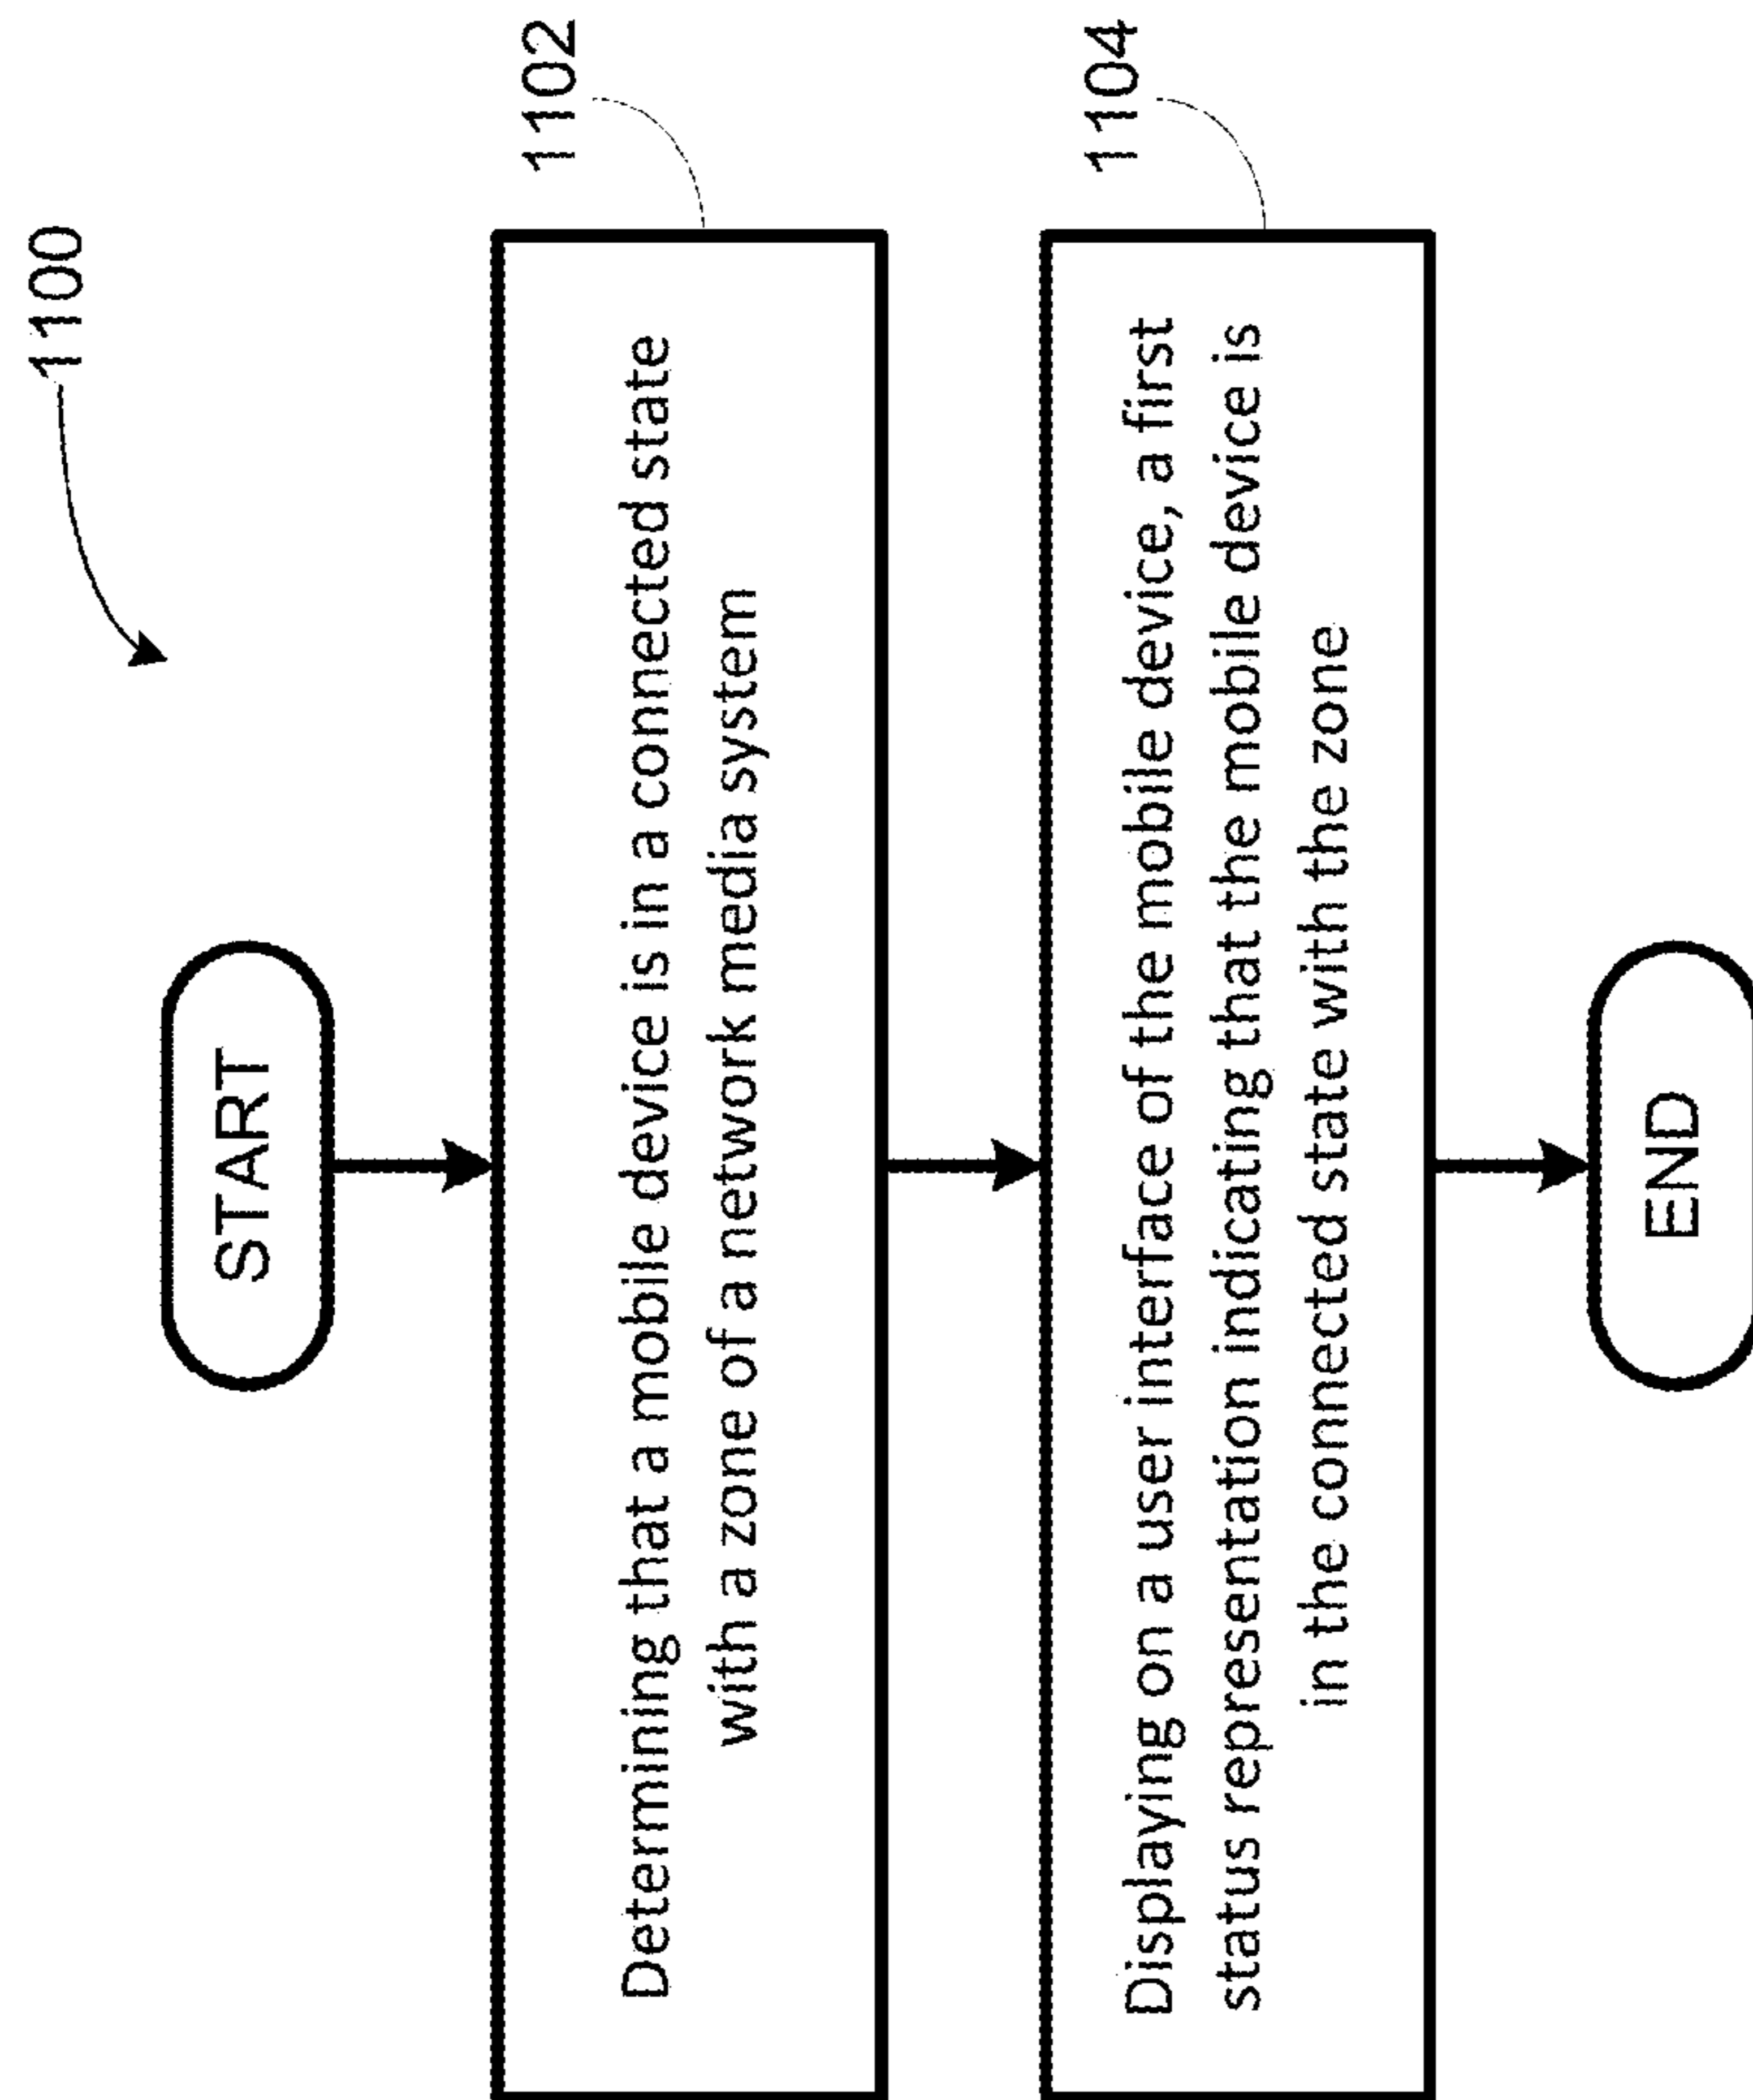 1100
START
1102
Determining that a mobile device is in a connected state
with a zone of a network media system
1104
Displaying on a user interface of the mobile device, a first
status representation indicating that the mobile device is
in the connected state with the zone
END